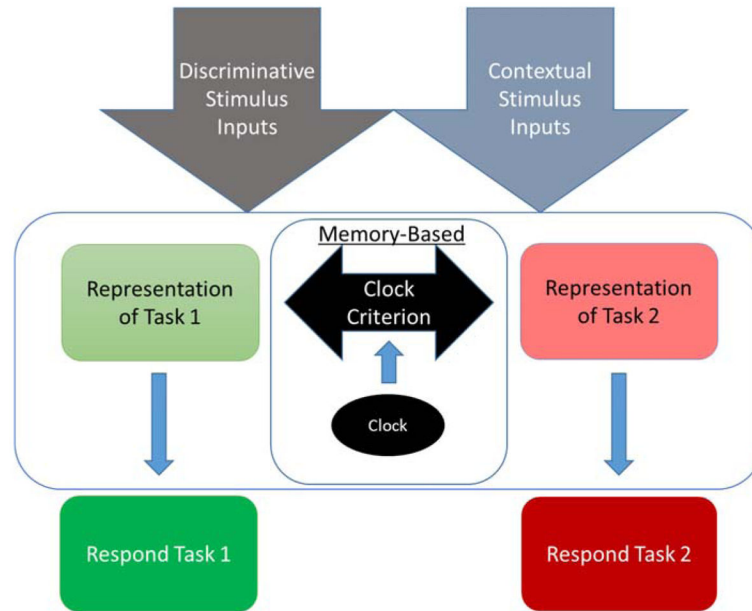 Discriminative
Stimulus
Inputs
Contextual
Stimulus
Inputs
Memory-Based
Representation
of Task 1
Clock
Criterion
Representation
of Task 2
Clock
Respond Task 1
Respond Task 2